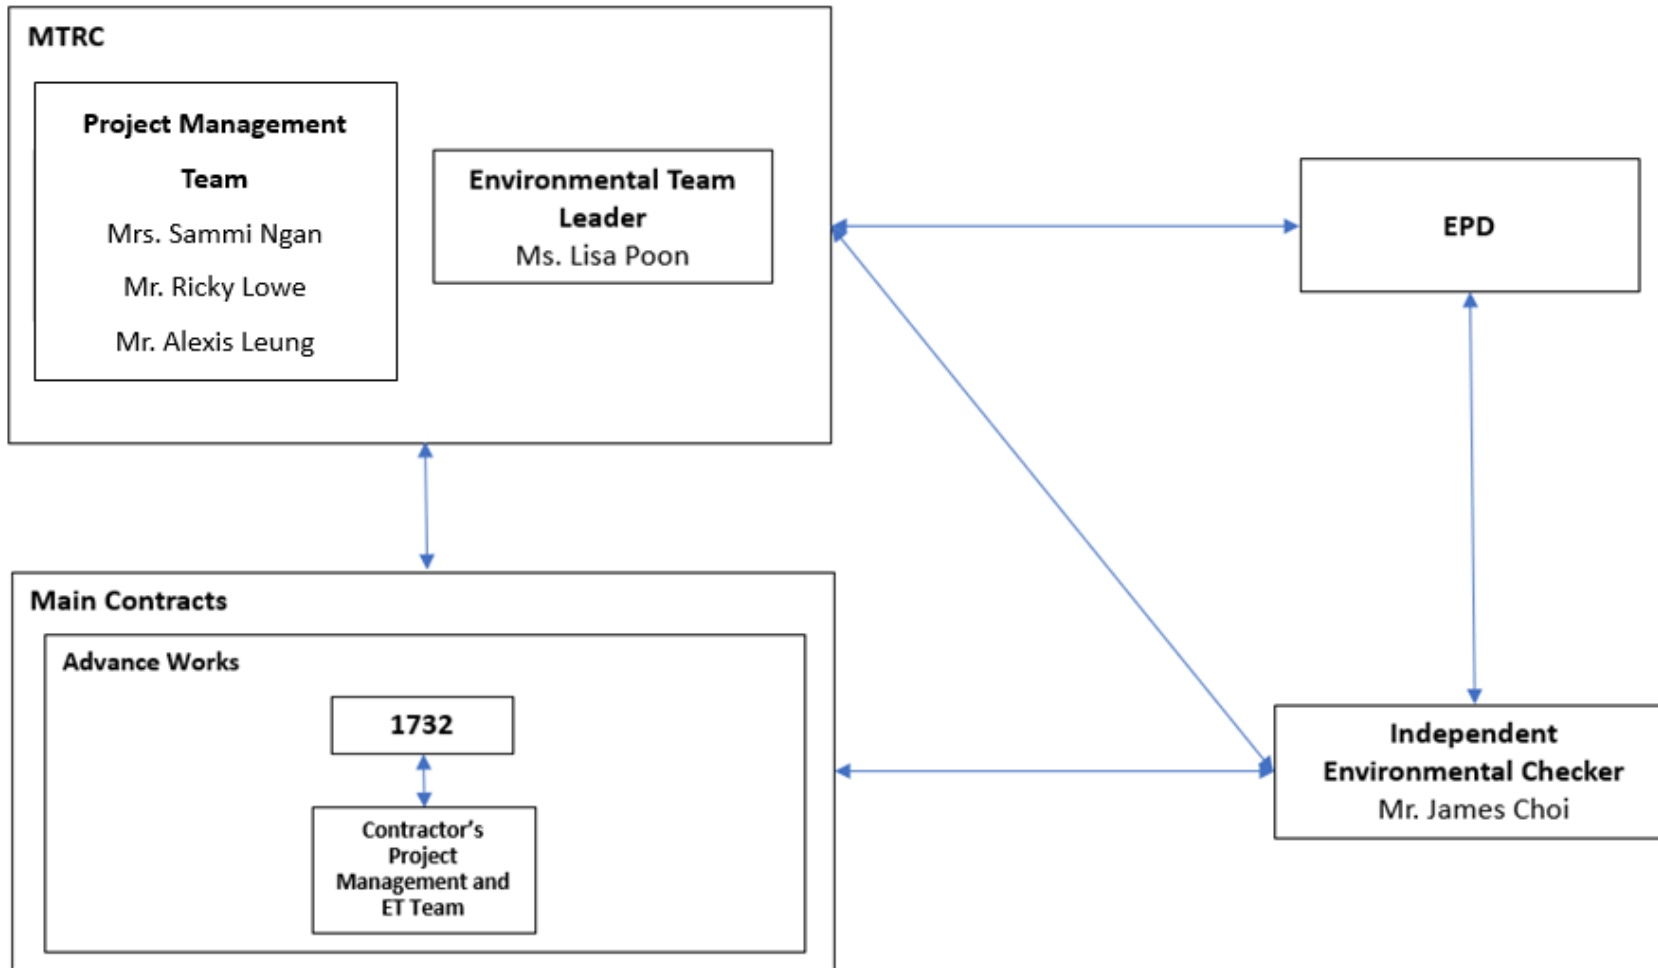 MTRC
Project Management
Team
Mrs. Sammi Ngan
Mr. Ricky Lowe
Mr. Alexis Leung
Environmental Team
Leader
Ms. Lisa Poon
EPD
Main Contracts
Advance Works
1732
Contractor’s
Project
Management and
ET Team
Independent
Environmental Checker
Mr. James Choi